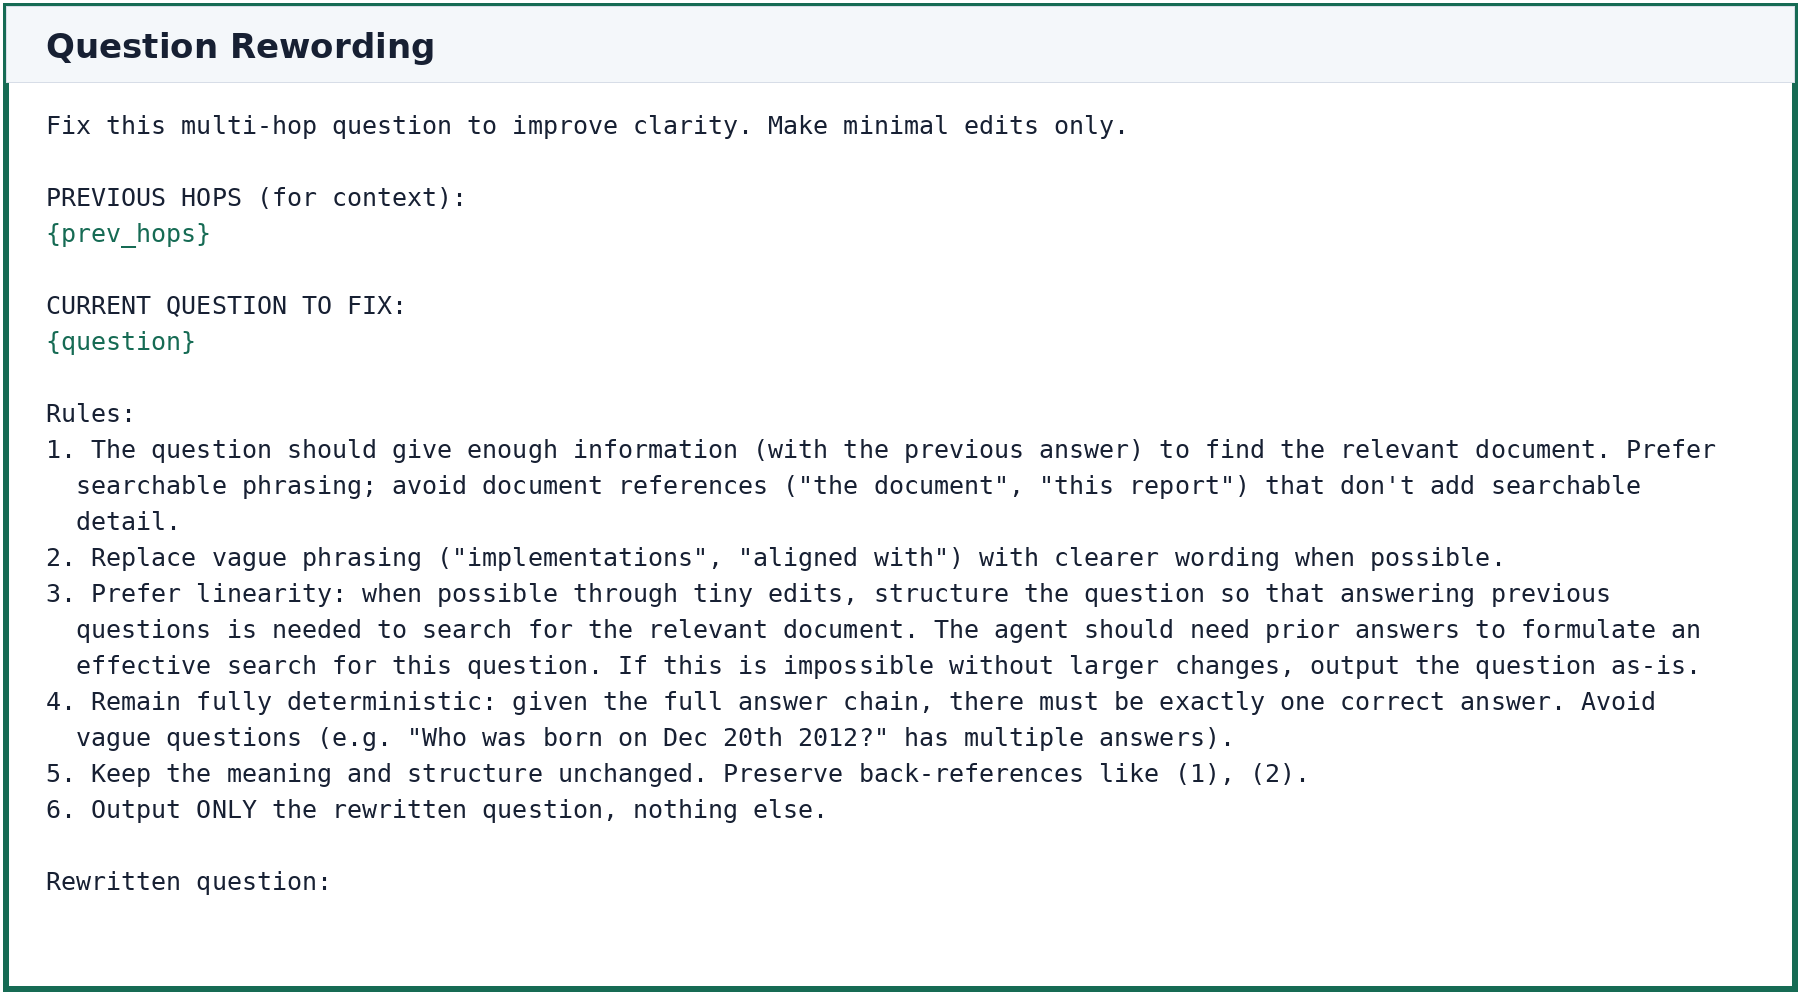 Question Rewording
Fix this multi-hop question to improve clarity. Make minimal edits only.
PREVIOUS HOPS (for context):
{prev_hops}
CURRENT QUESTION TO FIX:
{question}
Rules:
1. The question should give enough information (with the previous answer) to find the relevant document. Prefer
searchable phrasing; avoid document references ("the document", "this report") that don't add searchable
detail.
2. Replace vague phrasing ("implementations", "aligned with") with clearer wording when possible.
3. Prefer linearity: when possible through tiny edits, structure the question so that answering previous
questions is needed to search for the relevant document. The agent should need prior answers to formulate an
effective search for this question. If this is impossible without larger changes, output the question as-is.
4. Remain fully deterministic: given the full answer chain, there must be exactly one correct answer. Avoid
vague questions (e.g. "Who was born on Dec 20th 2012?" has multiple answers).
5. Keep the meaning and structure unchanged. Preserve back-references like (1), (2).
6. Output ONLY the rewritten question, nothing else.
Rewritten question: